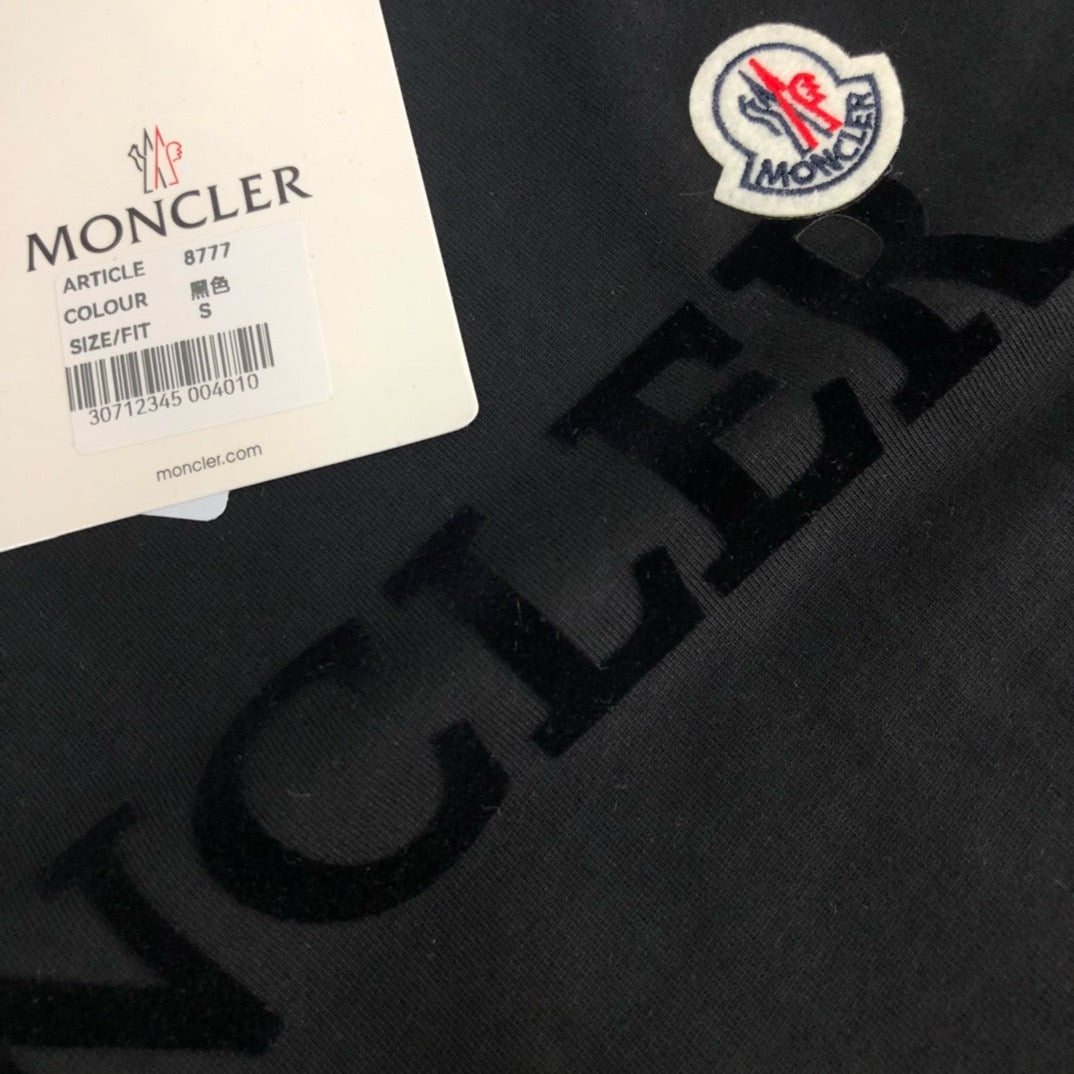 MONCLER
ARTICLE 8777
COLOUR 黑色
SIZE/FIT S
30712345 004010
moncler.com
MONCLER
NCLER